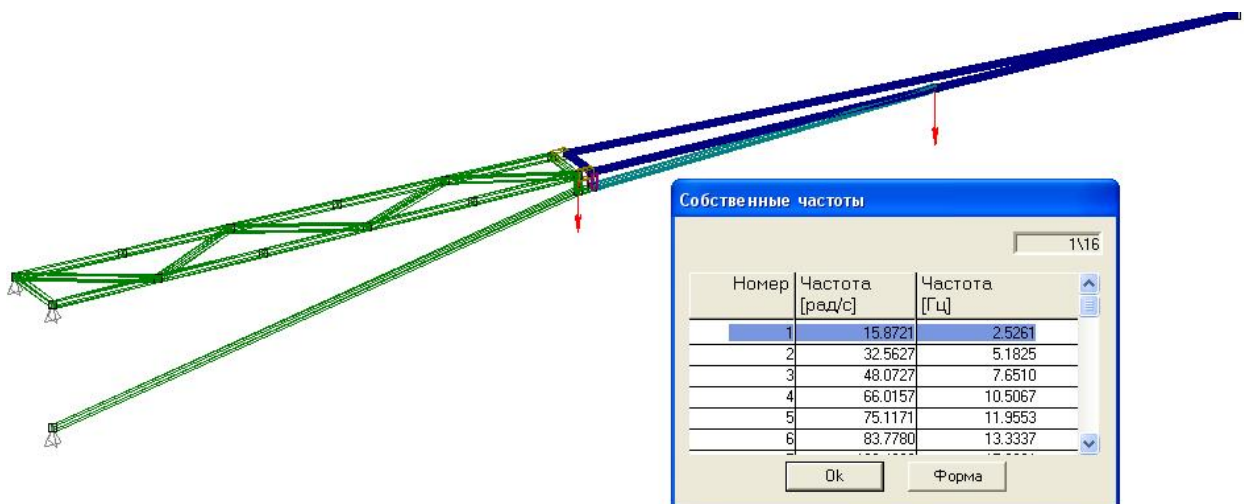 Собственные частоты
1\16
Номер Частота [рад/с] Частота [Гц]
1 15.8721 2.5261
2 32.5627 5.1825
3 48.0727 7.6510
4 66.0157 10.5067
5 75.1171 11.9553
6 83.7780 13.3337
Ok Форма